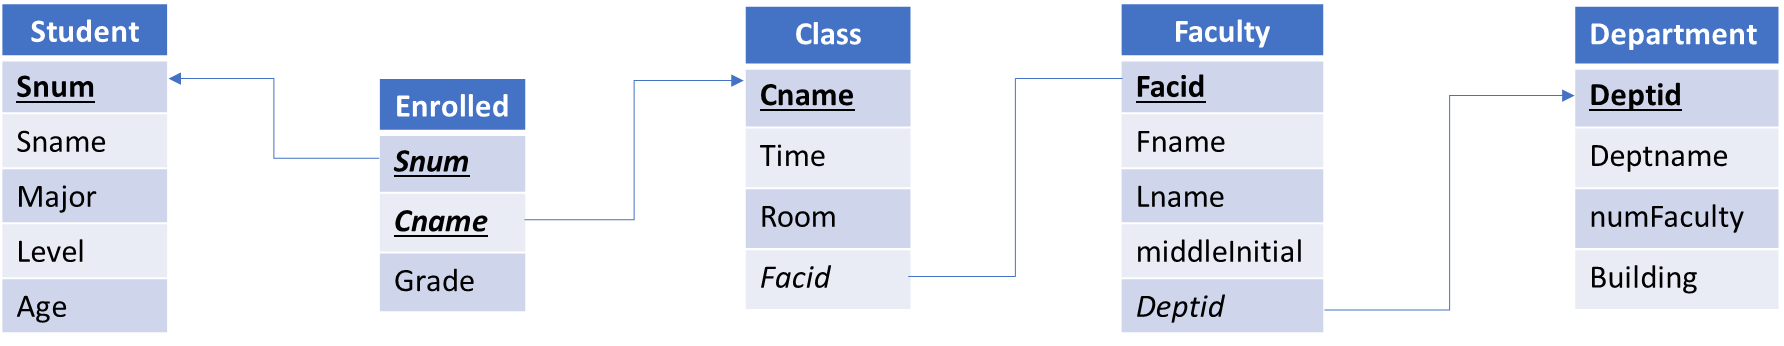 Student
Snum
Sname
Major
Level
Age
Enrolled
Snum
Cname
Grade
Class
Cname
Time
Room
Facid
Faculty
Facid
Fname
Lname
middleInitial
Deptid
Department
Deptid
Deptname
numFaculty
Building